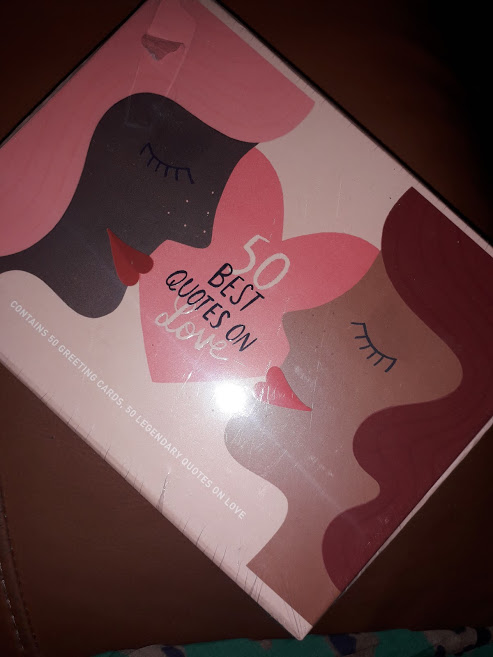 50
BEST
QUOTES ON
Love
CONTAINS 50 GREETING CARDS, 50 LEGENDARY QUOTES ON LOVE